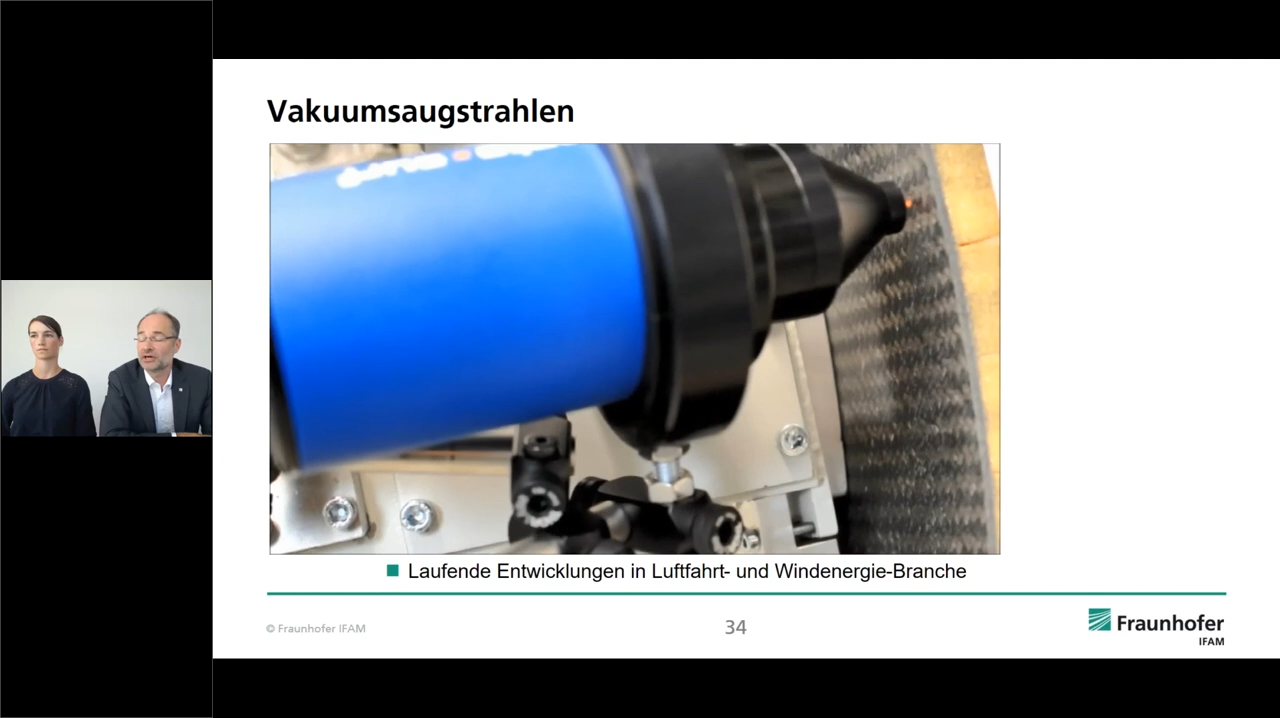 Vakuumsaugstrahlen
Laufende Entwicklungen in Luftfahrt- und Windenergie-Branche
© Fraunhofer IFAM
34
Fraunhofer
IFAM